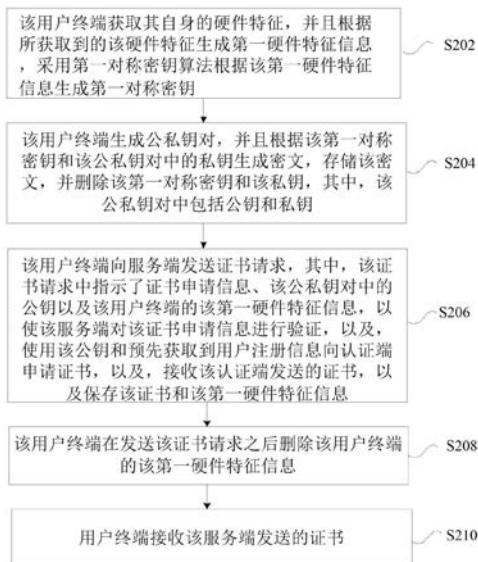 该用户终端获取其自身的硬件特征，并且根据
所获取到的该硬件特征生成第一硬件特征信息
，采用第一对称密钥算法根据该第一硬件特征
信息生成第一对称密钥
S202
该用户终端生成公私钥对，并且根据该第一对称
密钥和该公私钥对中的私钥生成密文，存储该密
文，并删除该第一对称密钥和该私钥，其中，该
公私钥对中包括公钥和私钥
S204
该用户终端向服务端发送证书请求，其中，该证
书请求中指示了证书申请信息、该公私钥对中的
公钥以及该用户终端的该第一硬件特征信息，以
使该服务端对该证书申请信息进行验证，以及，
使用该公钥和预先获取到用户注册信息向认证端
申请证书，以及，接收该认证端发送的证书，以
及保存该证书和该第一硬件特征信息
S206
该用户终端在发送该证书请求之后删除该用户终端
的该第一硬件特征信息
S208
用户终端接收该服务端发送的证书
S210